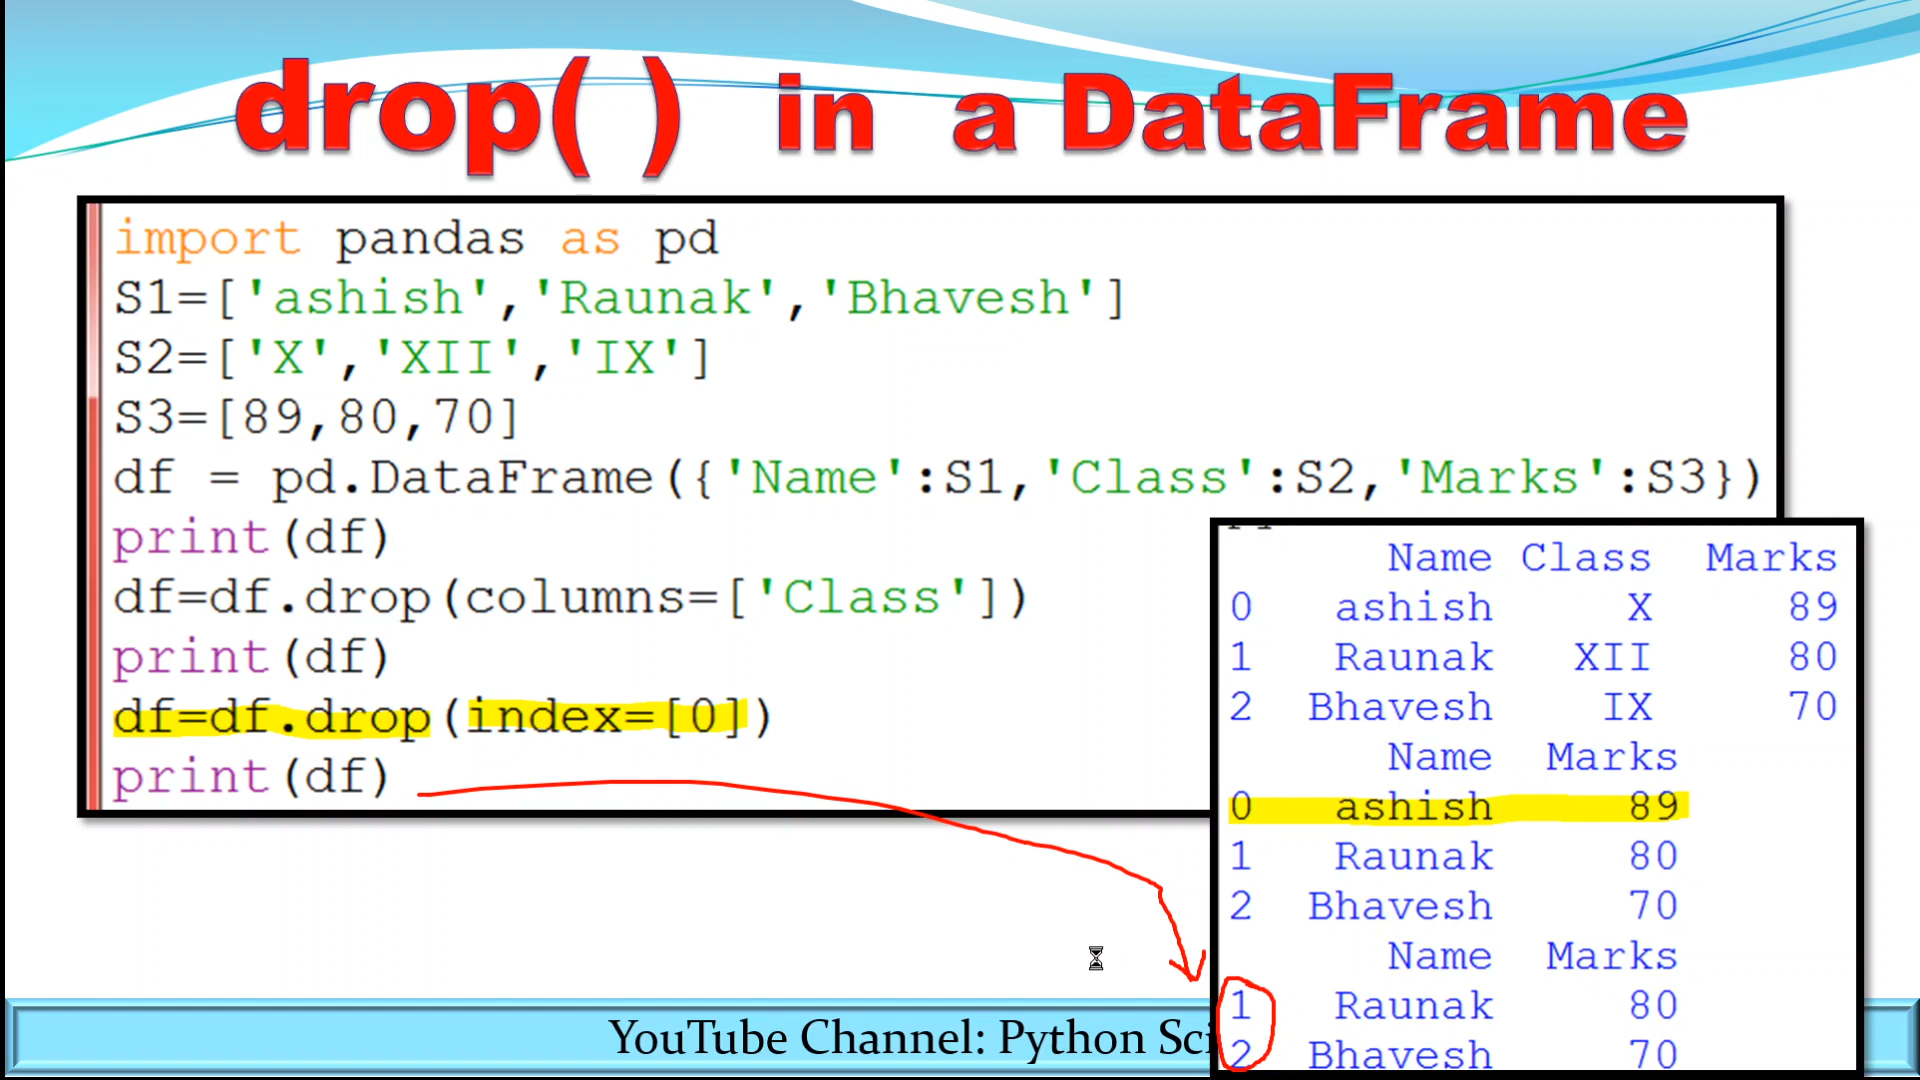 drop( ) in a DataFrame
import pandas as pd
S1=['ashish','Raunak','Bhavesh']
S2=['X','XII','IX']
S3=[89,80,70]
df = pd.DataFrame({'Name':S1,'Class':S2,'Marks':S3})
print(df)
df=df.drop(columns=['Class'])
print(df)
df=df.drop(index=[0])
print(df)
Name Class Marks
0 ashish X 89
1 Raunak XII 80
2 Bhavesh IX 70
Name Marks
0 ashish 89
1 Raunak 80
2 Bhavesh 70
Name Marks
1 Raunak 80
2 Bhavesh 70
YouTube Channel: Python